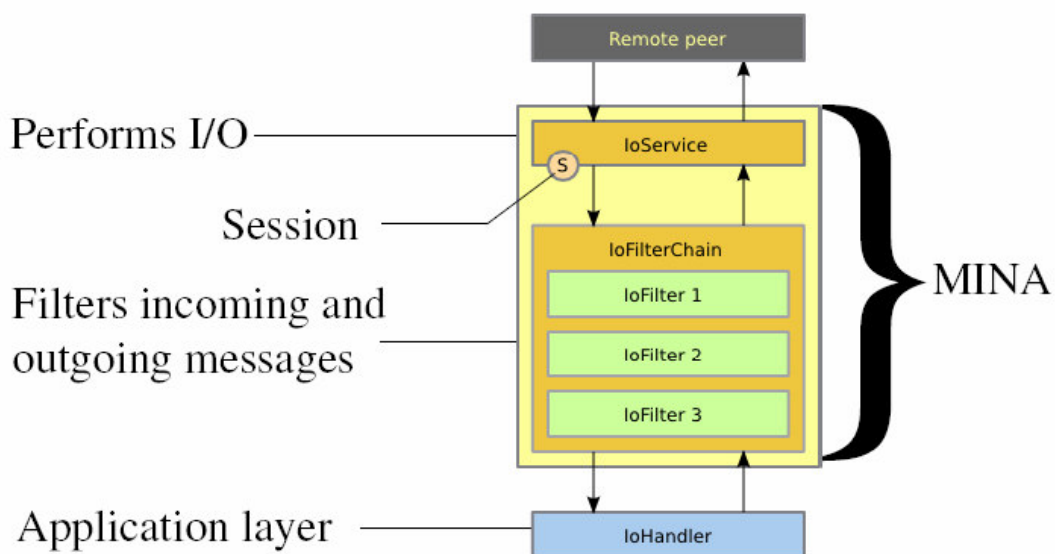 Remote peer
Performs I/O
IoService
S
Session
IoFilterChain
IoFilter 1
MINA
Filters incoming and
outgoing messages
IoFilter 2
IoFilter 3
Application layer
IoHandler